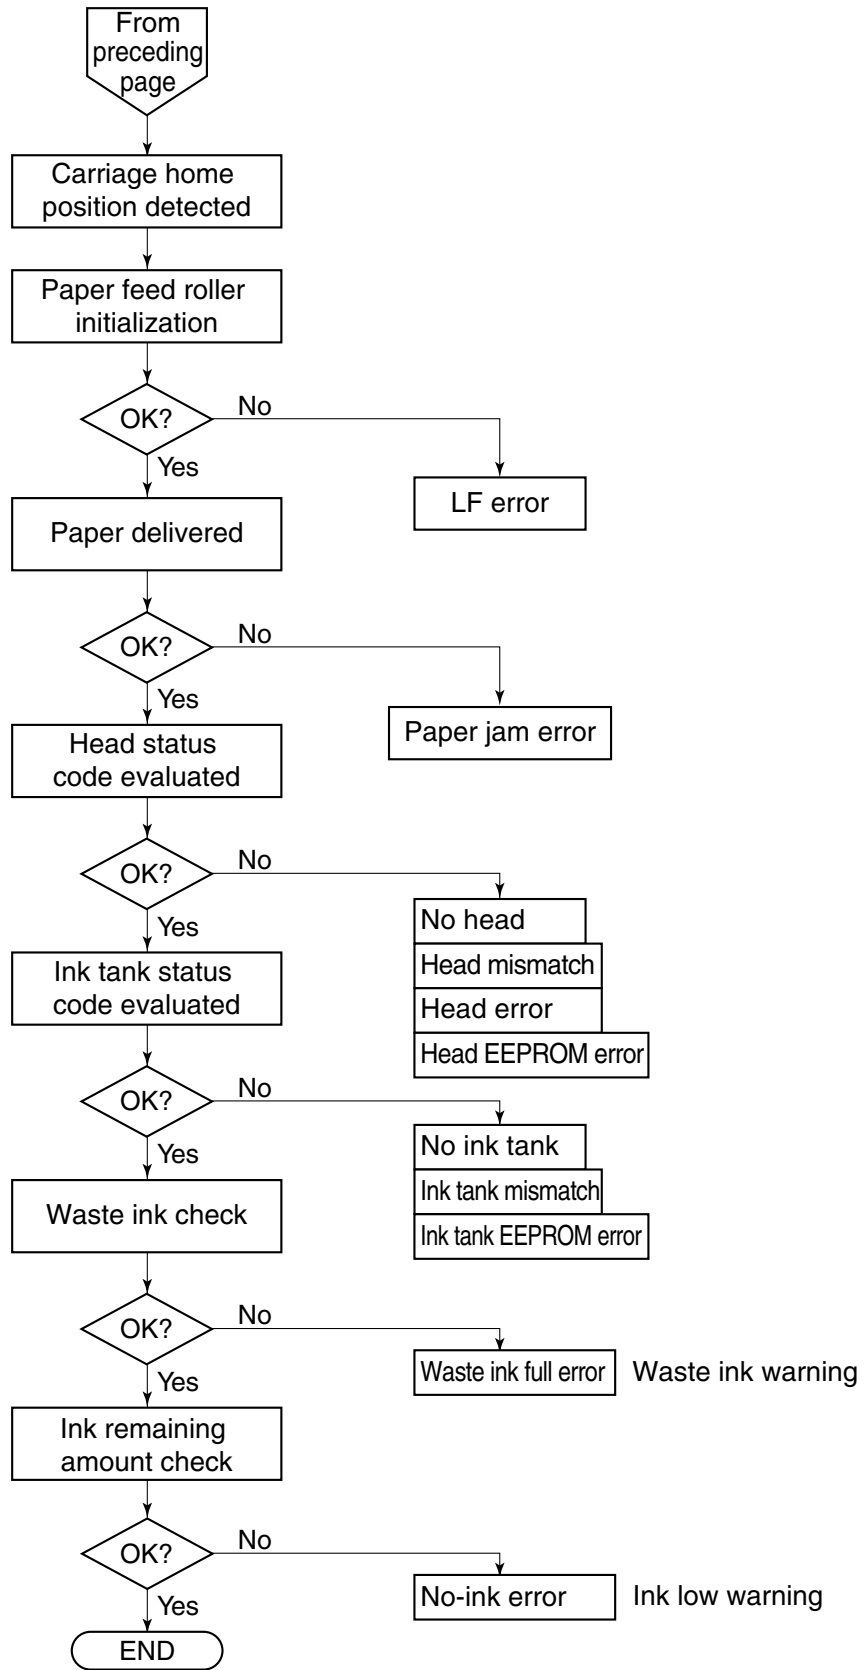 From
preceding
page
Carriage home
position detected
Paper feed roller
initialization
OK?
No
Yes
LF error
Paper delivered
OK?
No
Yes
Paper jam error
Head status
code evaluated
OK?
No
Yes
No head
Head mismatch
Head error
Head EEPROM error
Ink tank status
code evaluated
OK?
No
Yes
No ink tank
Ink tank mismatch
Ink tank EEPROM error
Waste ink check
OK?
No
Yes
Waste ink full error
Waste ink warning
Ink remaining
amount check
OK?
No
Yes
No-ink error
Ink low warning
END